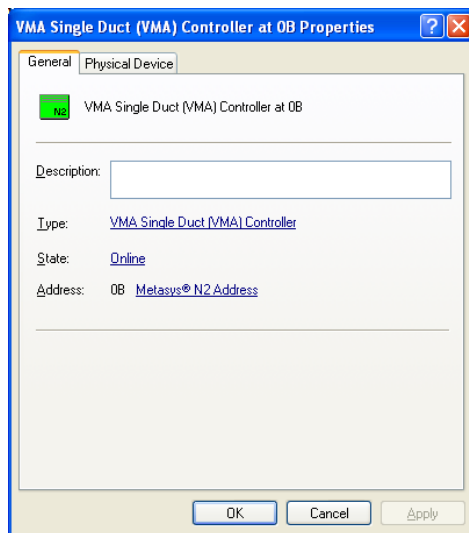 VMA Single Duct (VMA) Controller at 0B Properties
General Physical Device
N2 VMA Single Duct (VMA) Controller at 0B
Description:
Type: VMA Single Duct (VMA) Controller
State: Online
Address: 0B Metasys® N2 Address
OK Cancel Apply